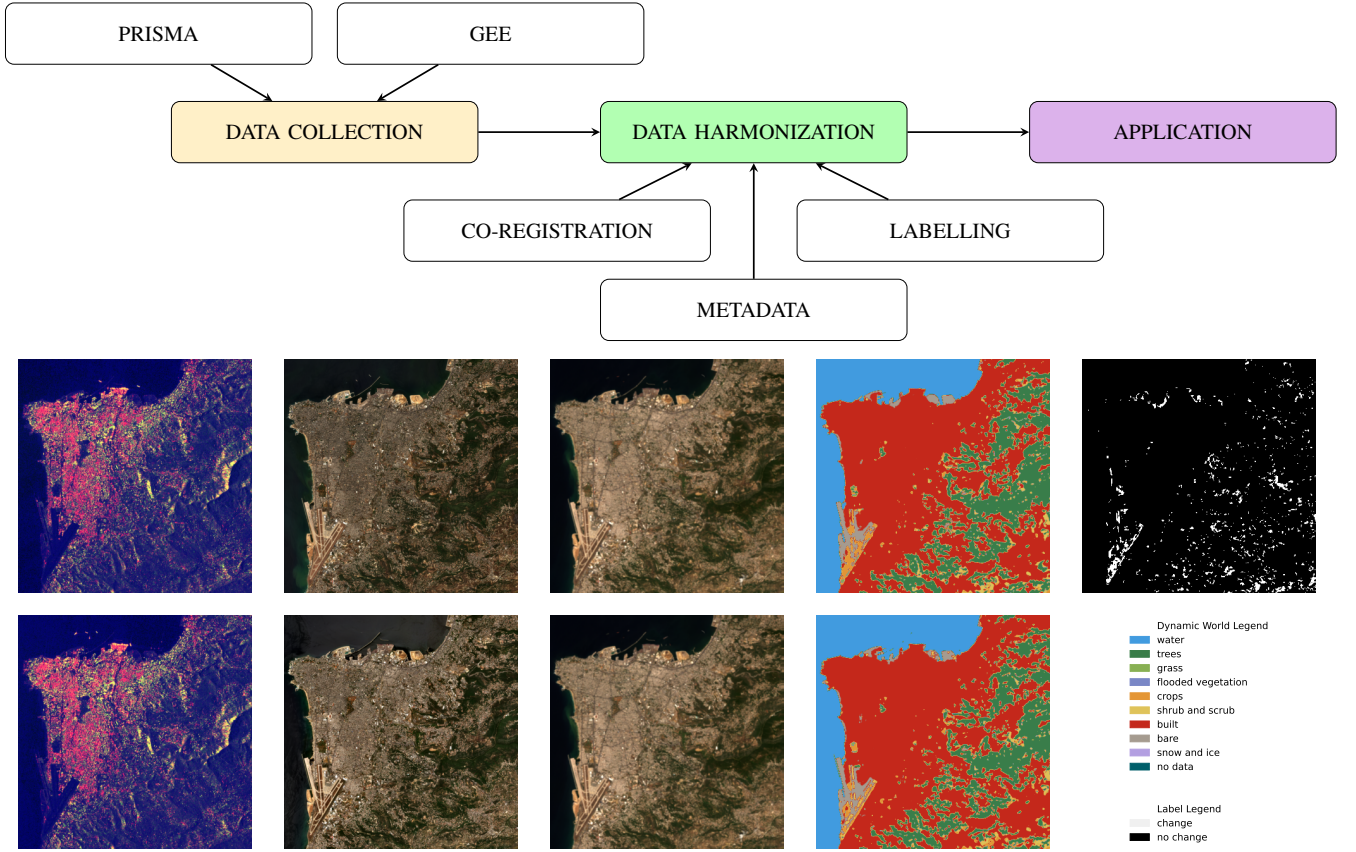 PRISMA
GEE
DATA COLLECTION
DATA HARMONIZATION
APPLICATION
CO-REGISTRATION
LABELLING
METADATA
Dynamic World Legend
water
trees
grass
flooded vegetation
crops
shrub and scrub
built
bare
snow and ice
no data
Label Legend
change
no change